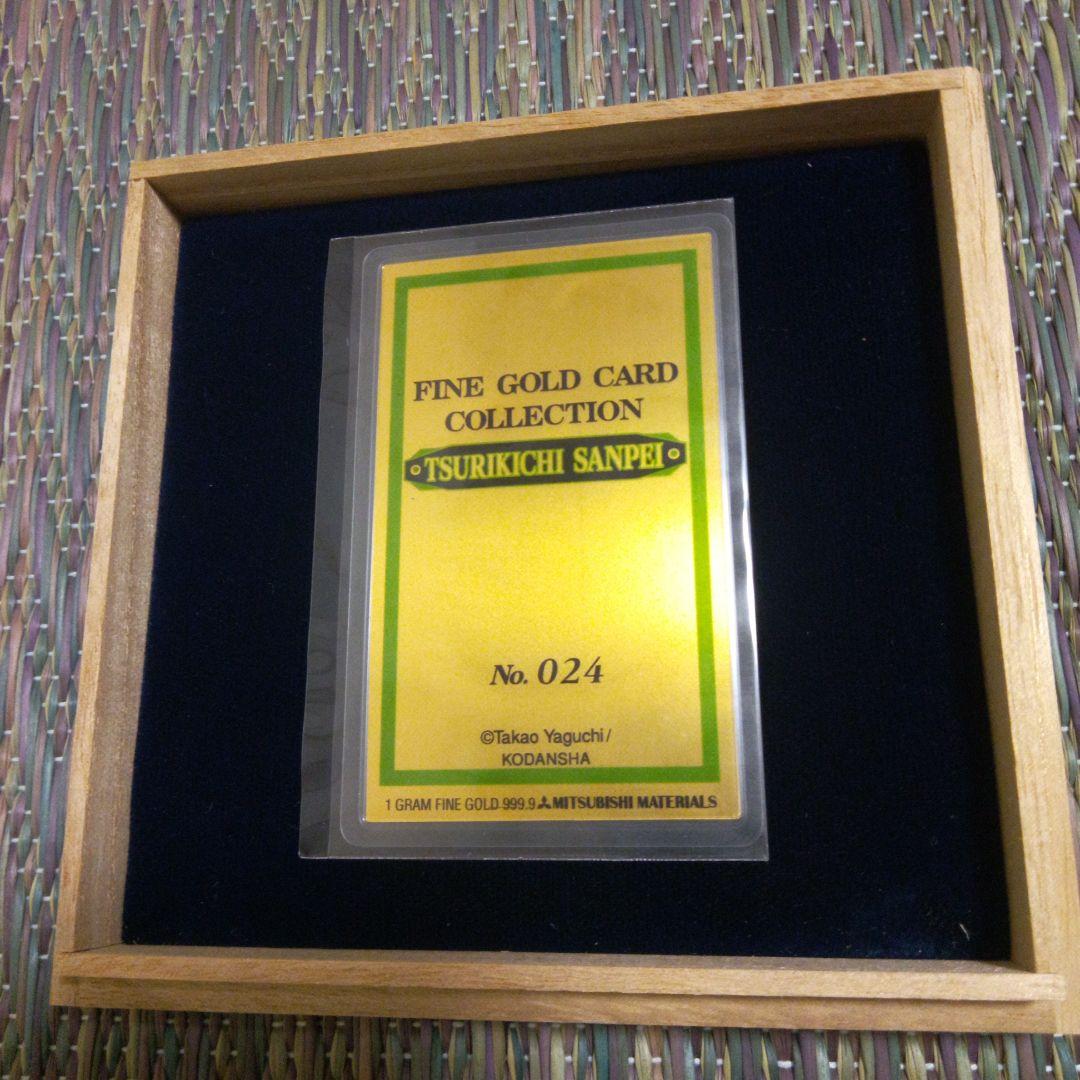 FINE GOLD CARD
COLLECTION
TSURIKICHI SANPEI
No. 024
©Takao Yaguchi/
KODANSHA
1 GRAM FINE GOLD 999.9 MITSUBISHI MATERIALS